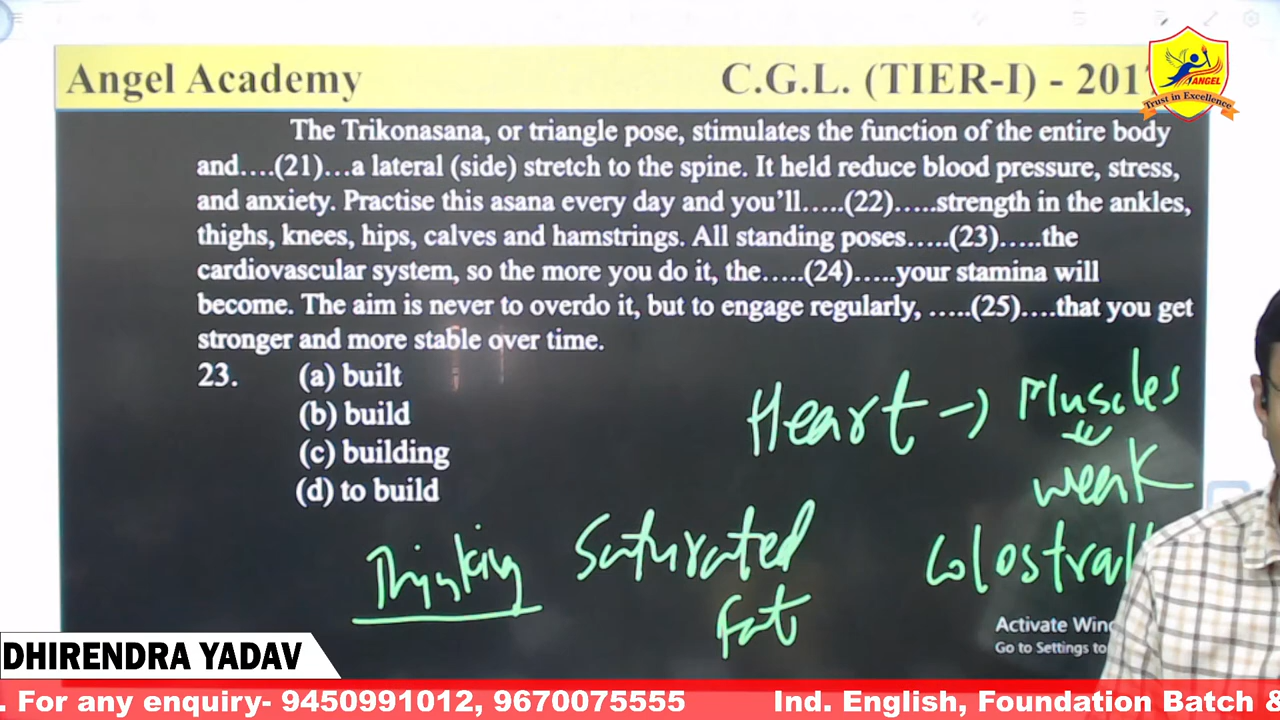 Angel Academy
C.G.L. (TIER-I) - 201
ANGEL
Trust in Excellence
The Trikonasana, or triangle pose, stimulates the function of the entire body
and....(21)...a lateral (side) stretch to the spine. It held reduce blood pressure, stress,
and anxiety. Practise this asana every day and you'll.....(22).....strength in the ankles,
thighs, knees, hips, calves and hamstrings. All standing poses.....(23).....the
cardiovascular system, so the more you do it, the.....(24).....your stamina will
become. The aim is never to overdo it, but to engage regularly, .....(25)....that you get
stronger and more stable over time.
23. (a) built
(b) build
(c) building
(d) to build
Heart → Muscles
weak
Thinking
Saturated
Fat
Colostral
Activate Win
Go to Settings to
DHIRENDRA YADAV
. For any enquiry- 9450991012, 9670075555 Ind. English, Foundation Batch &